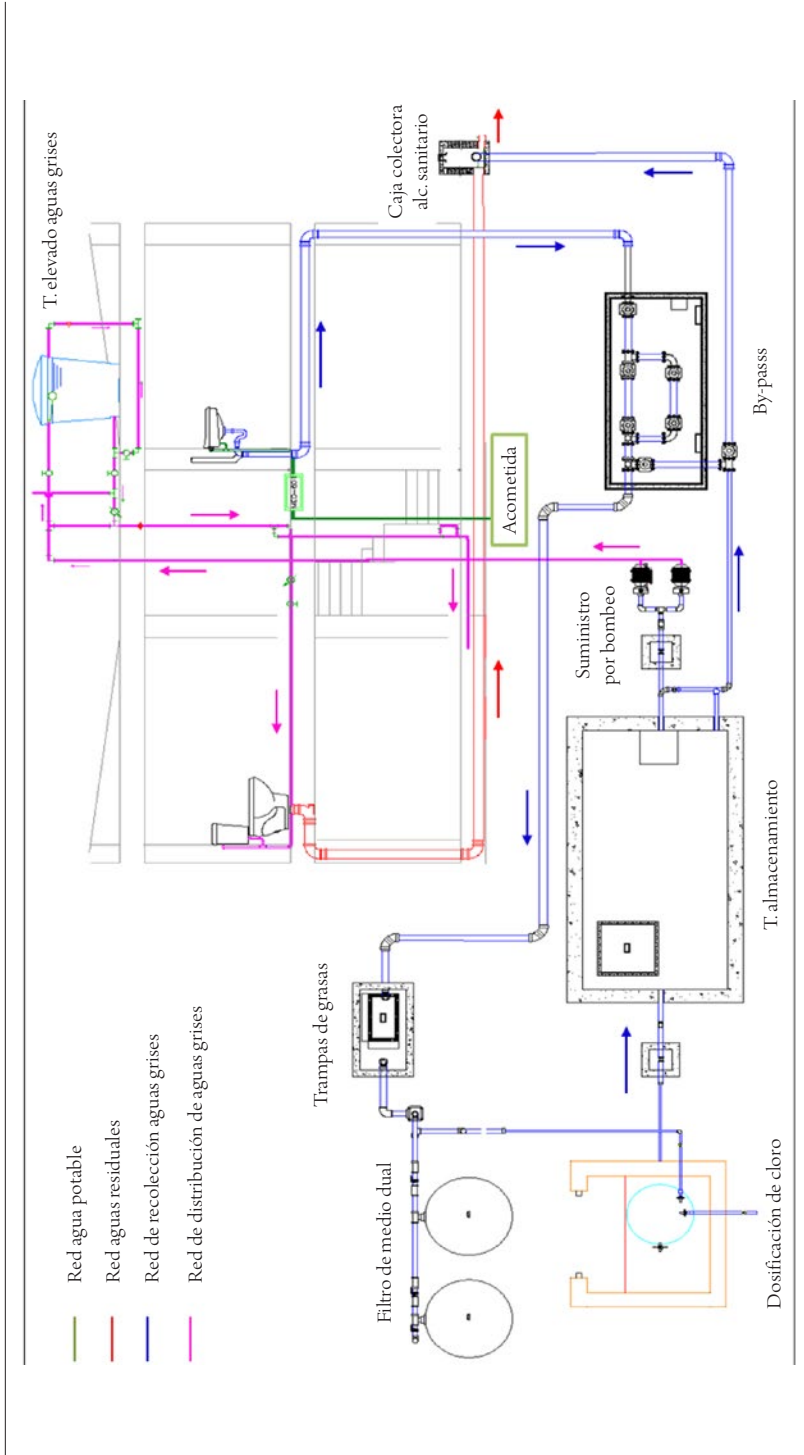 Red agua potable
Red aguas residuales
Red de recolección aguas grises
Red de distribución de aguas grises
T. elevado aguas grises
Caja colectora
alc. sanitario
Acometida
Trampas de grasas
Filtro de medio dual
Suministro
por bombeo
By-passs
T. almacenamiento
Dosificación de cloro